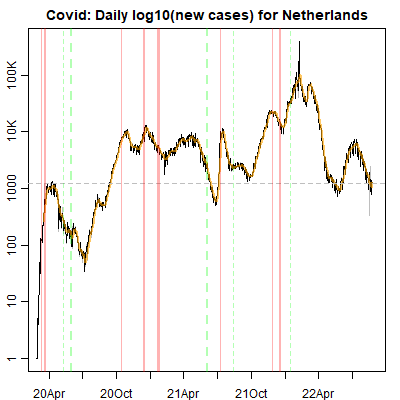 Covid: Daily log10(new cases) for Netherlands
100K
10K
1000
100
10
1
20Apr 20Oct 21Apr 21Oct 22Apr